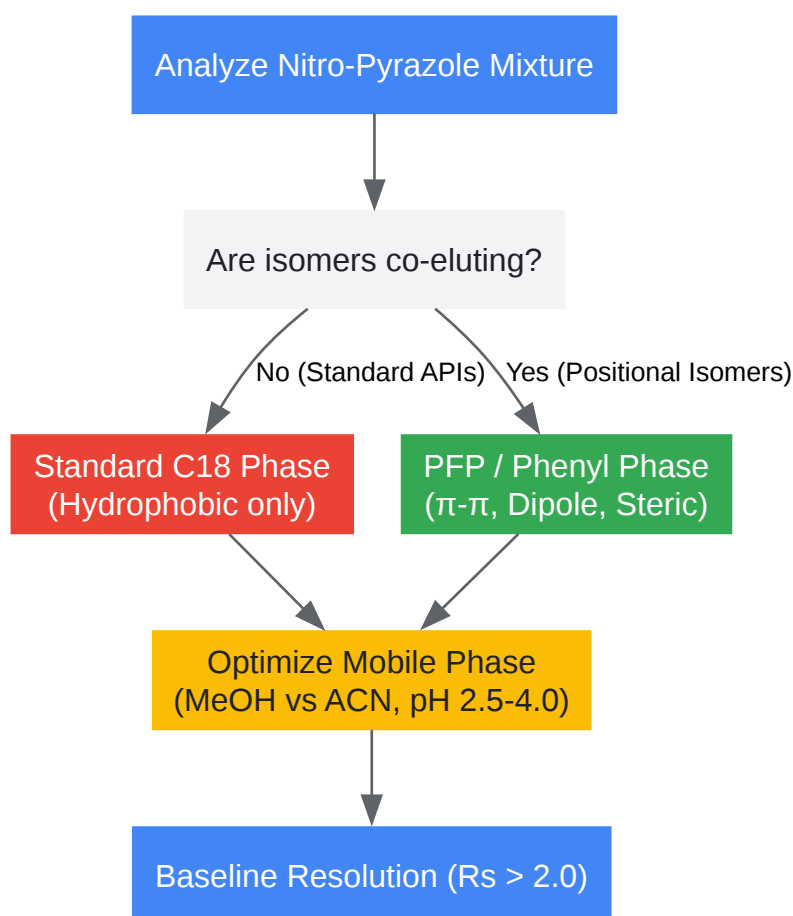 Analyze Nitro-Pyrazole Mixture
Are isomers co-eluting?
No (Standard APIs)
Yes (Positional Isomers)
Standard C18 Phase
(Hydrophobic only)
PFP / Phenyl Phase
(π-π, Dipole, Steric)
Optimize Mobile Phase
(MeOH vs ACN, pH 2.5-4.0)
Baseline Resolution (Rs > 2.0)